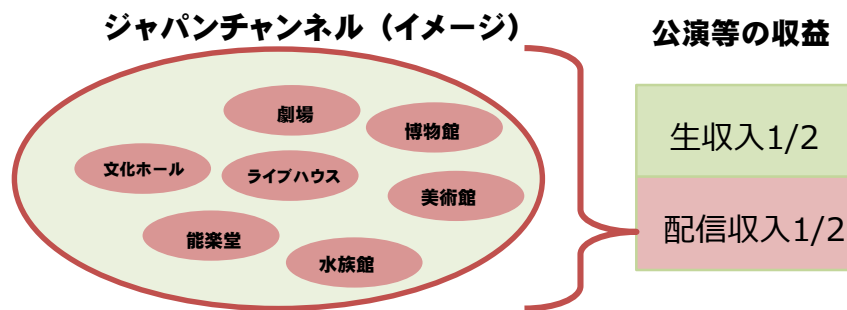 ジャパンチャンネル（イメージ）
公演等の収益
劇場
博物館
文化ホール
ライブハウス
美術館
能楽堂
水族館
生収入1/2
配信収入1/2